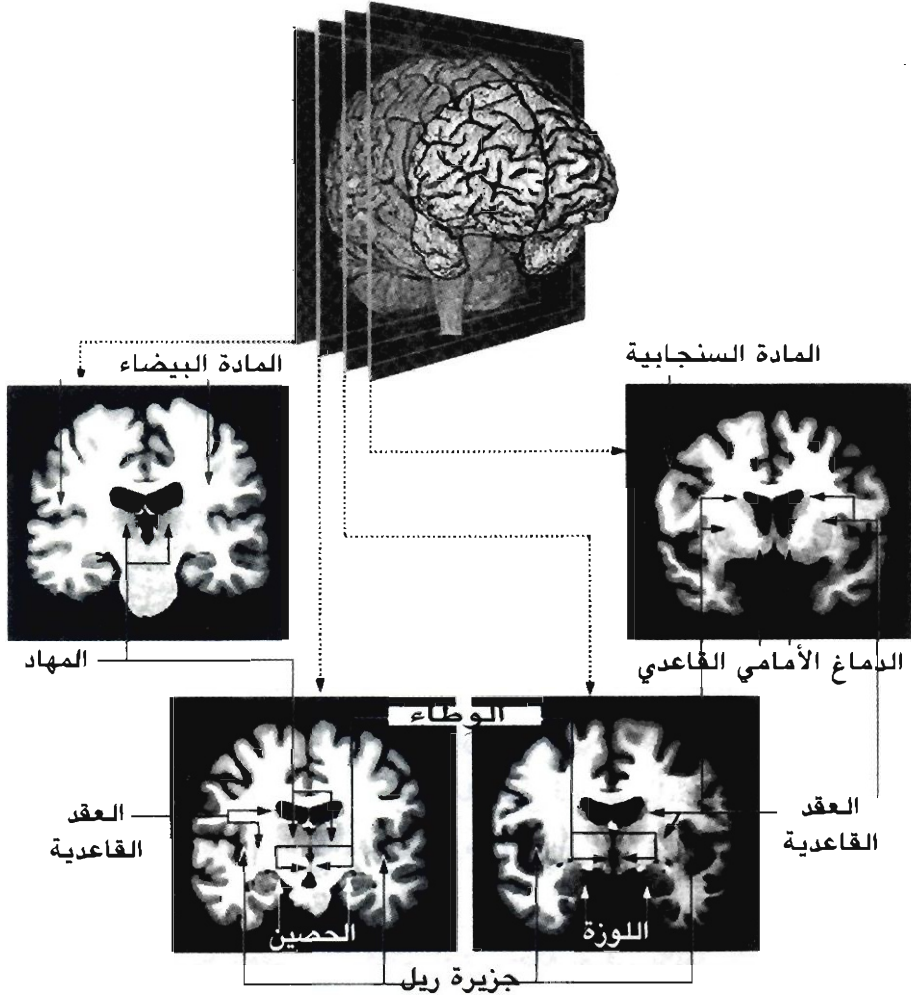 المادة السنجابية
المادة البيضاء
الدماغ الأمامي القاعدي
المهاد
الوطاء
العقد
القاعدية
العقد
القاعدية
اللوزة
الحصين
جزيرة ريل